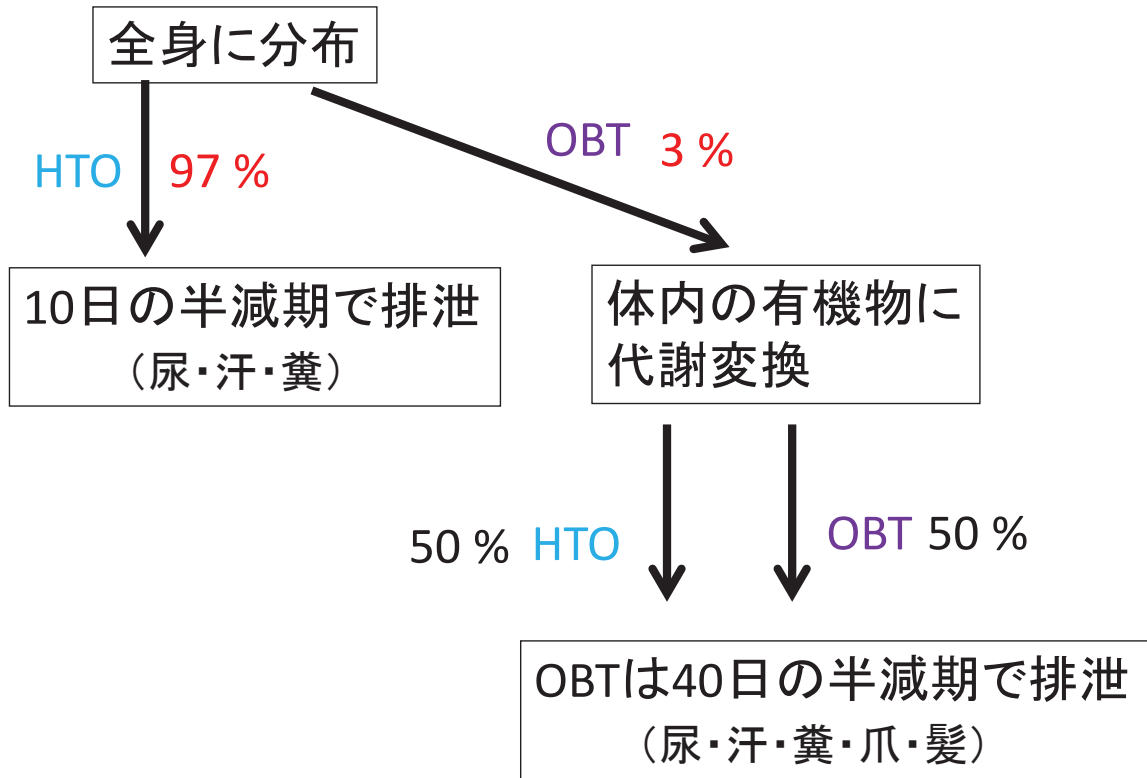 全身に分布
OBT 3 %
HTO 97 %
10日の半減期で排泄
（尿・汗・糞）
体内の有機物に
代謝変換
50 % HTO
OBT 50 %
OBTは40日の半減期で排泄
（尿・汗・糞・爪・髪）